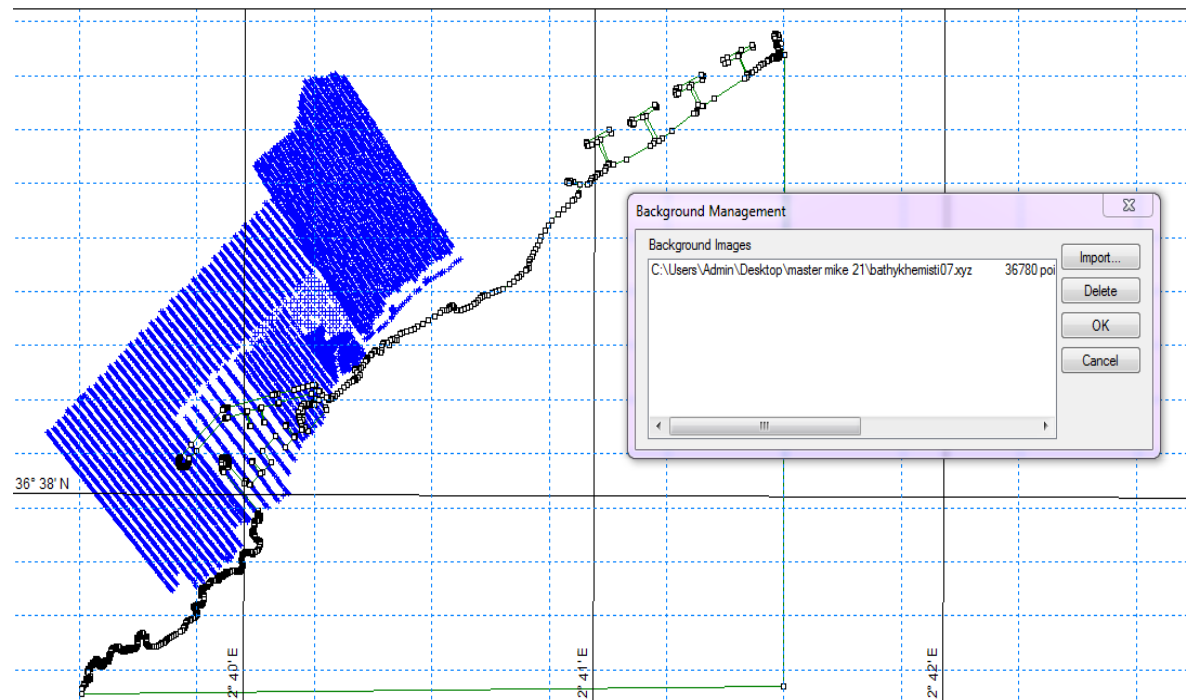 Background Management
Background Images
C:\Users\Admin\Desktop\master mike 21\bathykhemisti07.xyz 36780 poi
Import...
Delete
OK
Cancel
36° 38' N
2° 40' E
2° 41' E
2° 42' E